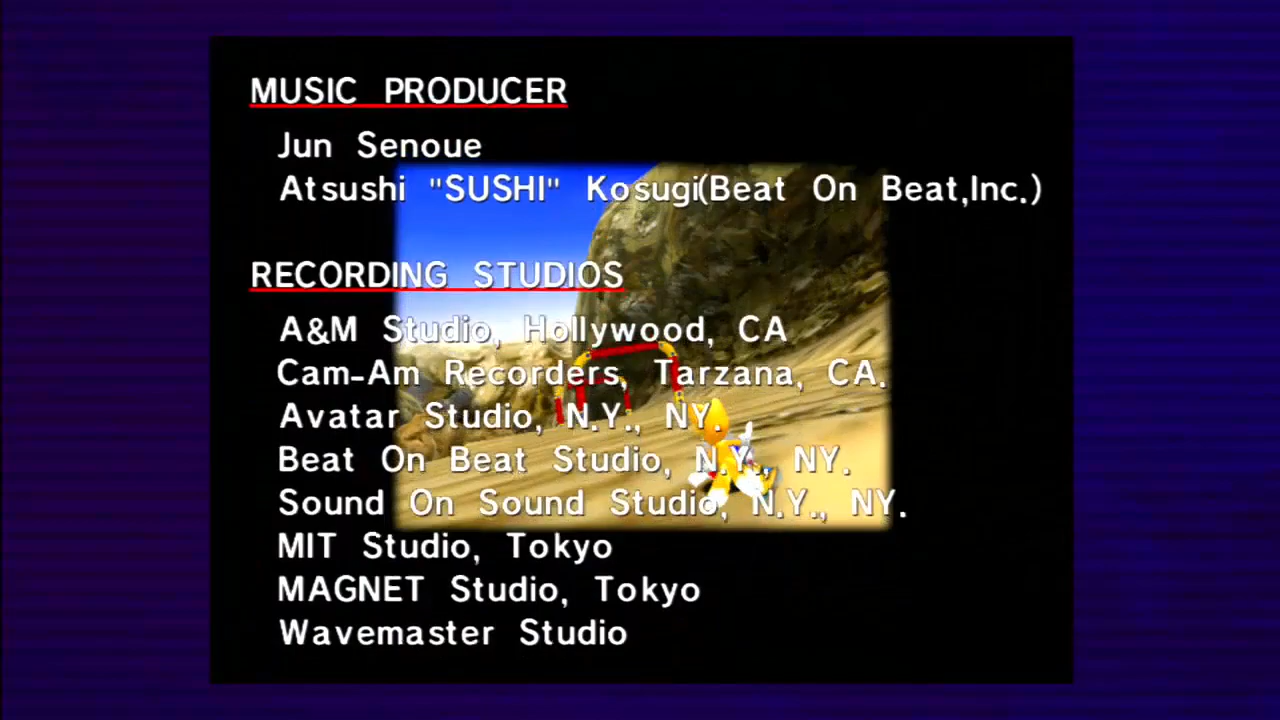 MUSIC PRODUCER
Jun Senoue
Atsushi "SUSHI" Kosugi(Beat On Beat,Inc.)
RECORDING STUDIOS
A&M Studio, Hollywood, CA
Cam-Am Recorders, Tarzana, CA.
Avatar Studio, N.Y., NY.
Beat On Beat Studio, N.Y., NY.
Sound On Sound Studio, N.Y., NY.
MIT Studio, Tokyo
MAGNET Studio, Tokyo
Wavemaster Studio